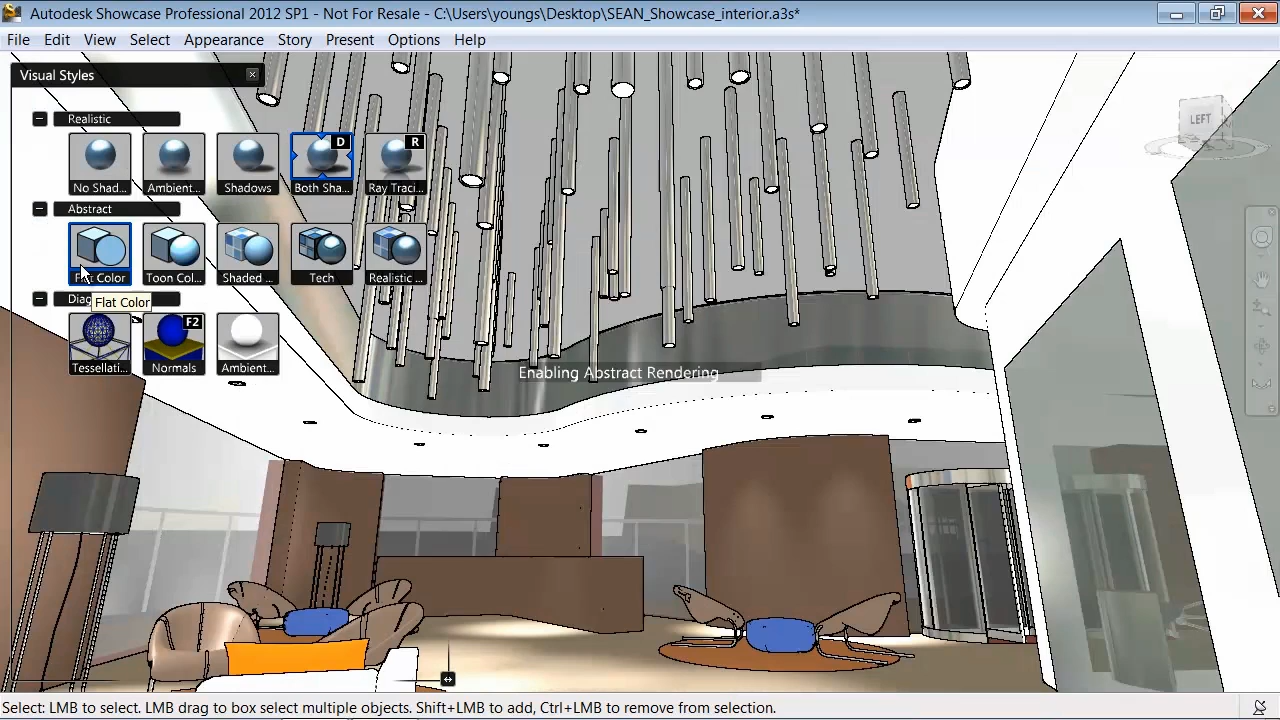 Autodesk Showcase Professional 2012 SP1 - Not For Resale - C:\Users\youngs\Desktop\SEAN_Showcase_interior.a3s*
File Edit View Select Appearance Story Present Options Help
Visual Styles
Realistic
D
R
No Shad...
Ambient...
Shadows
Both Sha...
Ray Traci...
Abstract
Flat Color
Toon Col...
Shaded ...
Tech
Realistic ...
Diag
Flat Color
F2
Tessellati...
Normals
Ambient...
LEFT
Enabling Abstract Rendering
Select: LMB to select. LMB drag to box select multiple objects. Shift+LMB to add, Ctrl+LMB to remove from selection.